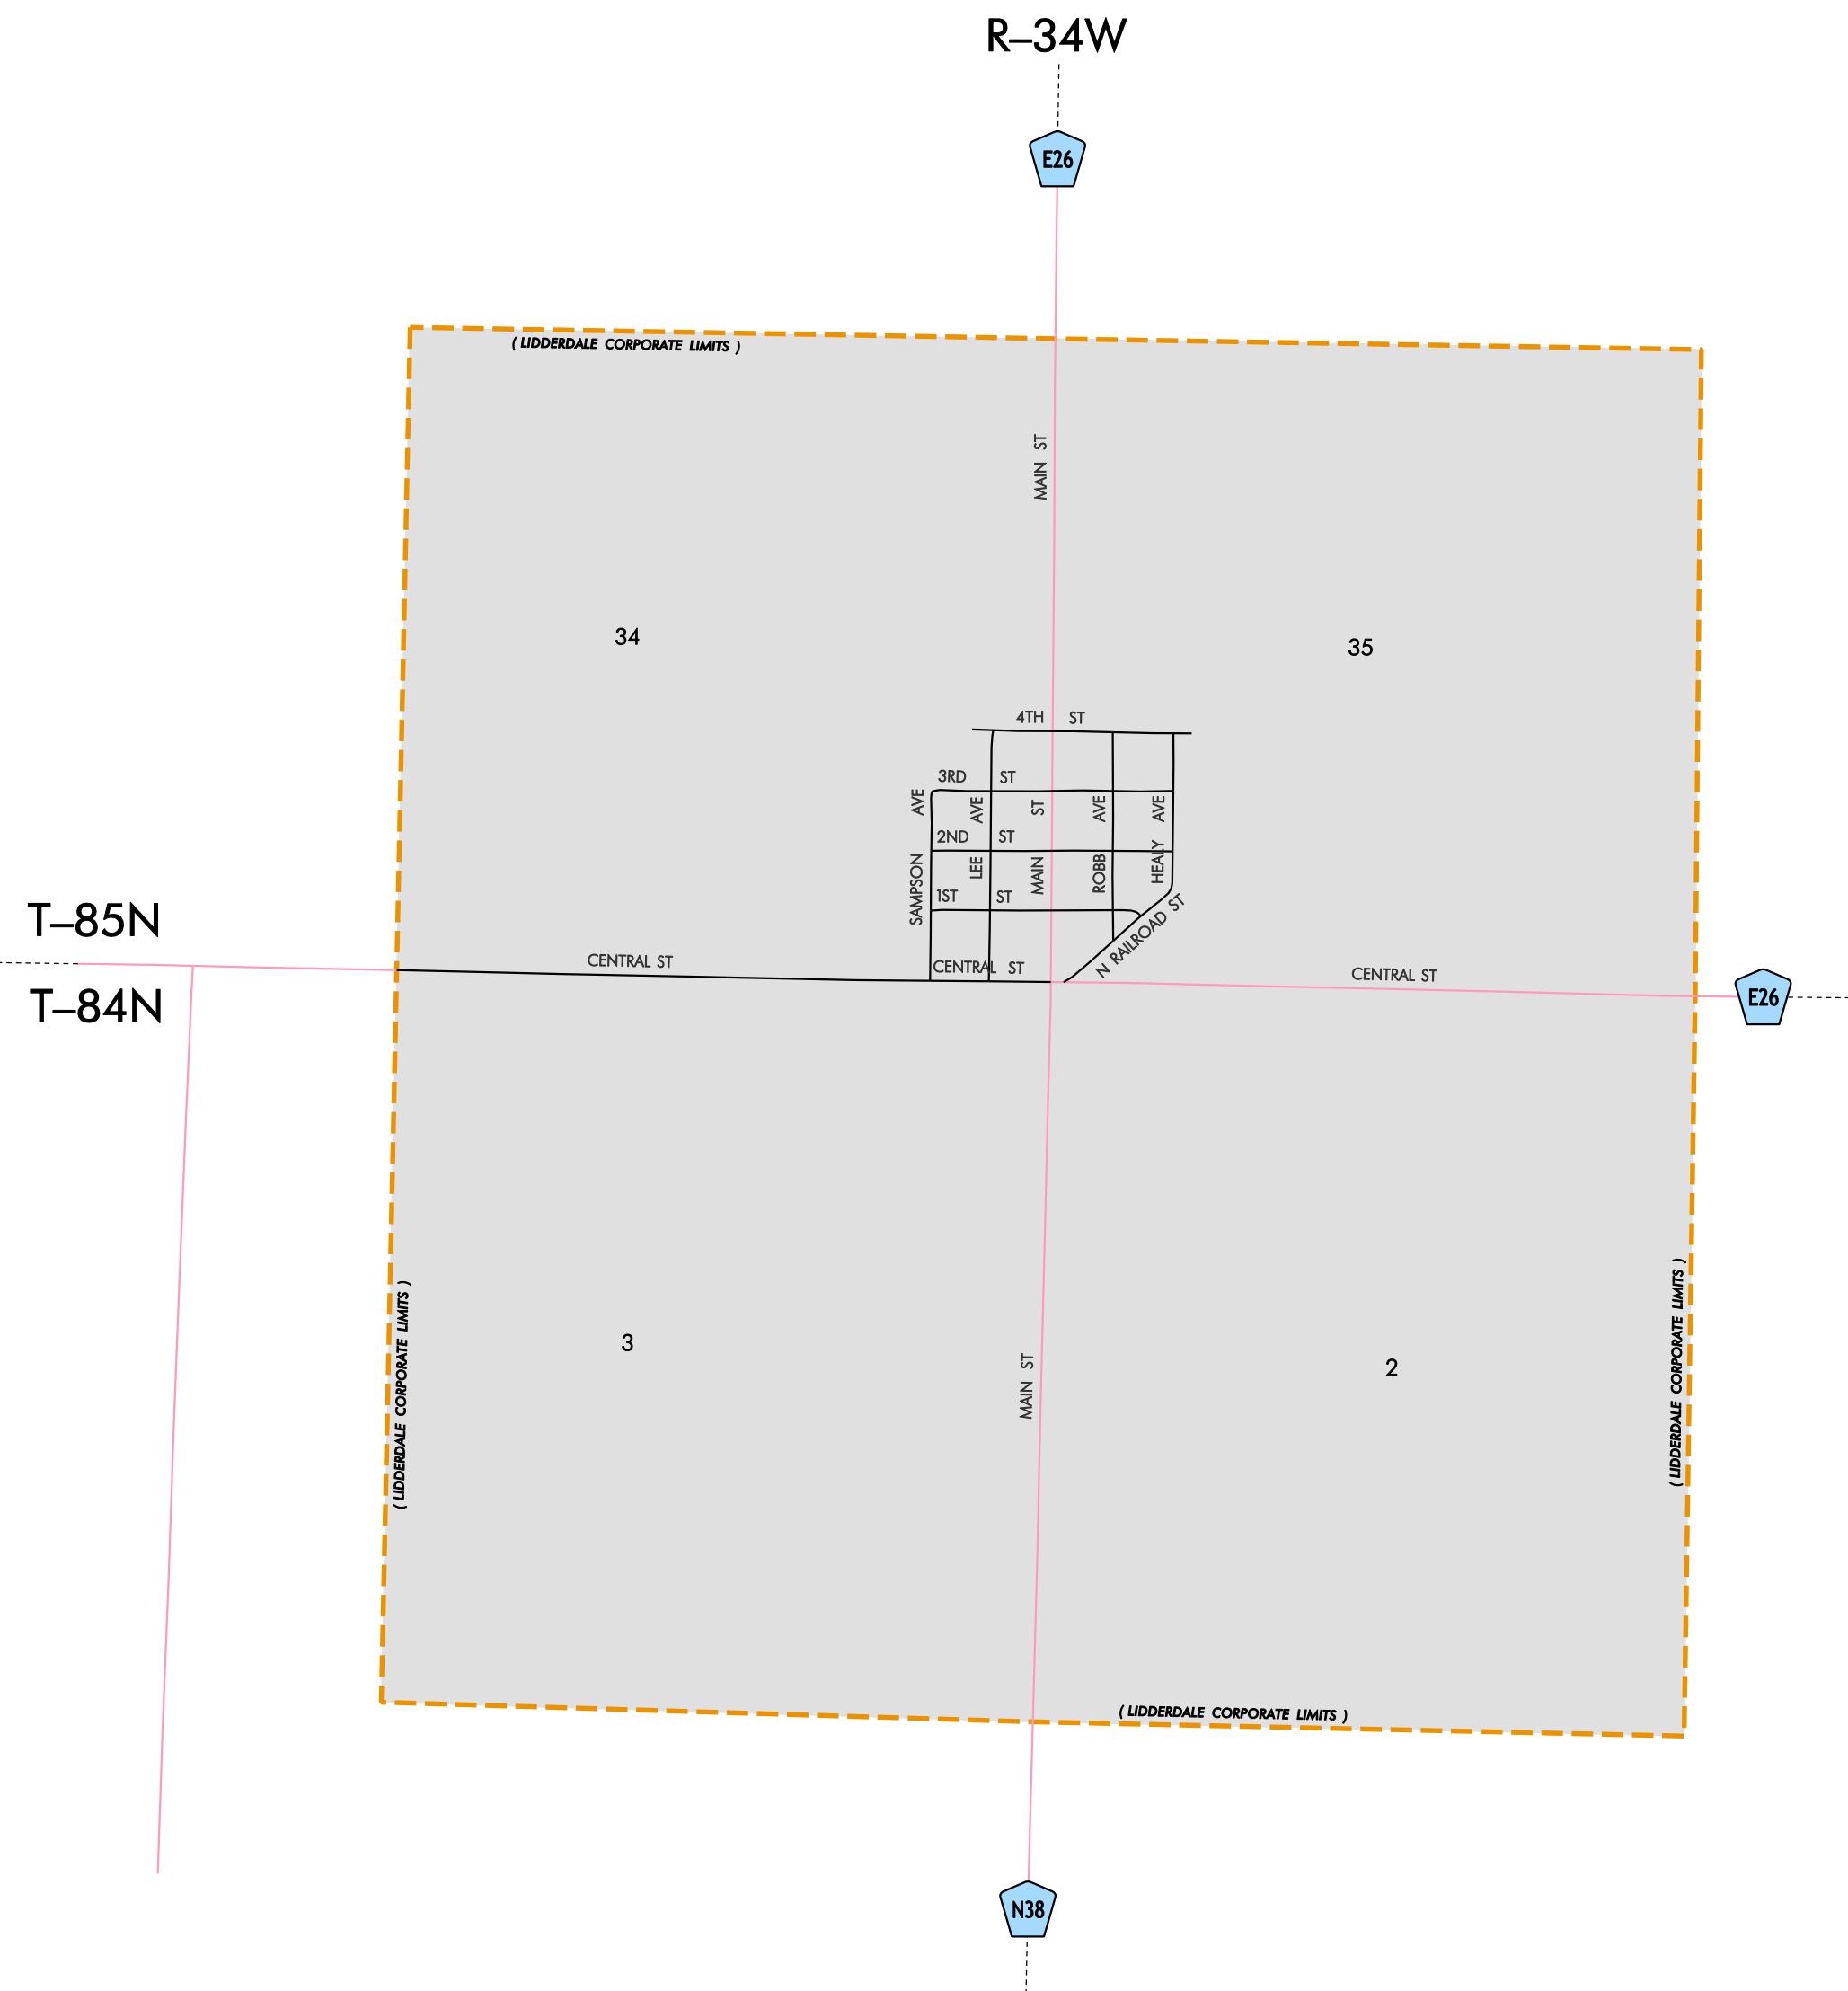 R–34W
E26
( LIDDERDALE CORPORATE LIMITS )
MAIN ST
34
35
4TH ST
3RD ST
SAMPSON AVE
LEE AVE
MAIN ST
ROBB AVE
HEALY AVE
2ND ST
1ST ST
N RAILROAD ST
T–85N
CENTRAL ST
CENTRAL ST
CENTRAL ST
E26
T–84N
( LIDDERDALE CORPORATE LIMITS )
( LIDDERDALE CORPORATE LIMITS )
3
MAIN ST
2
( LIDDERDALE CORPORATE LIMITS )
N38